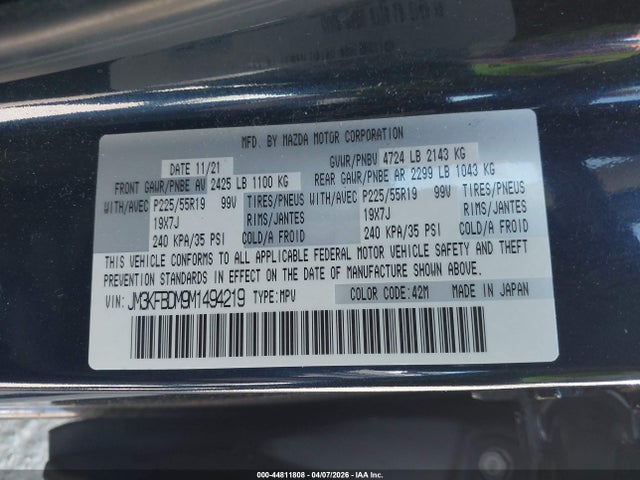 MFD. BY MAZDA MOTOR CORPORATION
DATE 11/21 GVWR/PNBV 4724 LB 2143 KG
FRONT GAWR/PNBE AV 2425 LB 1100 KG REAR GAWR/PNBE AR 2299 LB 1043 KG
WITH/AVEC P225/55R19 99V TIRES/PNEUS WITH/AVEC P225/55R19 99V TIRES/PNEUS
19X7J RIMS/JANTES 19X7J RIMS/JANTES
240 KPA/35 PSI COLD/A FROID 240 KPA/35 PSI COLD/A FROID
THIS VEHICLE CONFORMS TO ALL APPLICABLE FEDERAL MOTOR VEHICLE SAFETY AND THEFT
PREVENTION STANDARDS IN EFFECT ON THE DATE OF MANUFACTURE SHOWN ABOVE.
VIN: JM3KFBDM9M1494219 TYPE:MPV COLOR CODE:42M MADE IN JAPAN
000-44811808 - 04/07/2026 - IAA Inc.